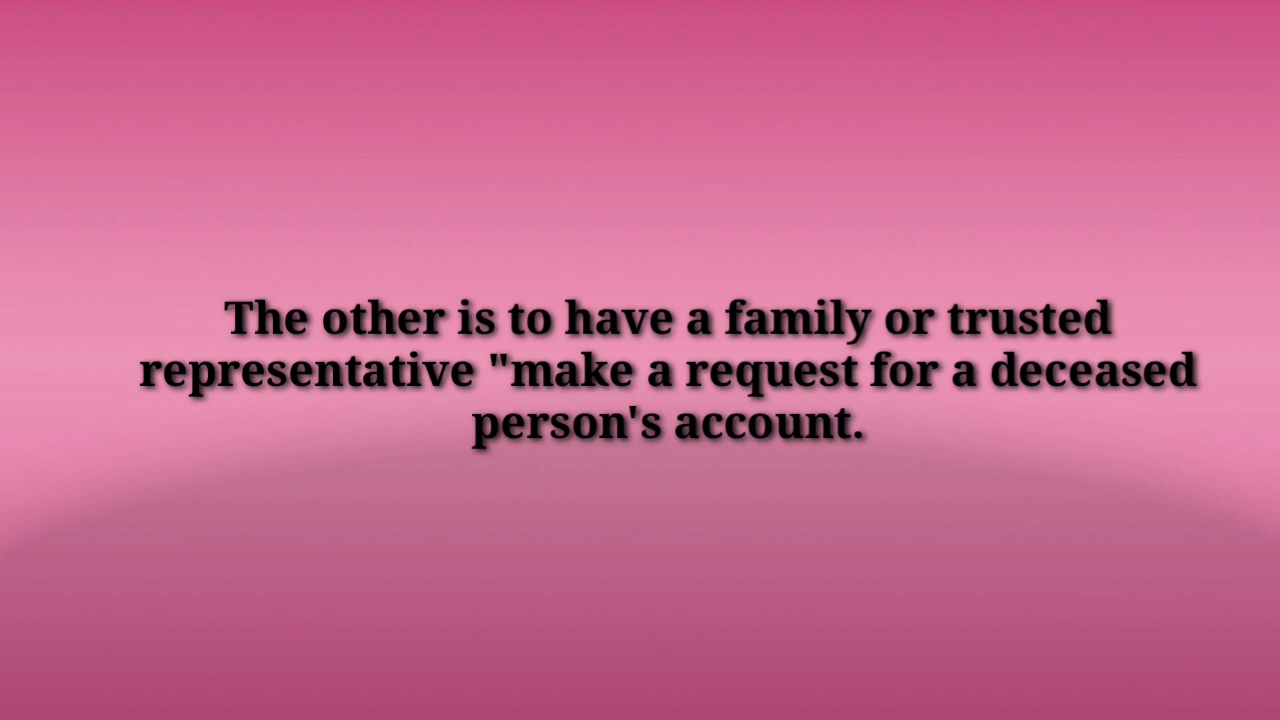 The other is to have a family or trusted
representative "make a request for a deceased
person's account.